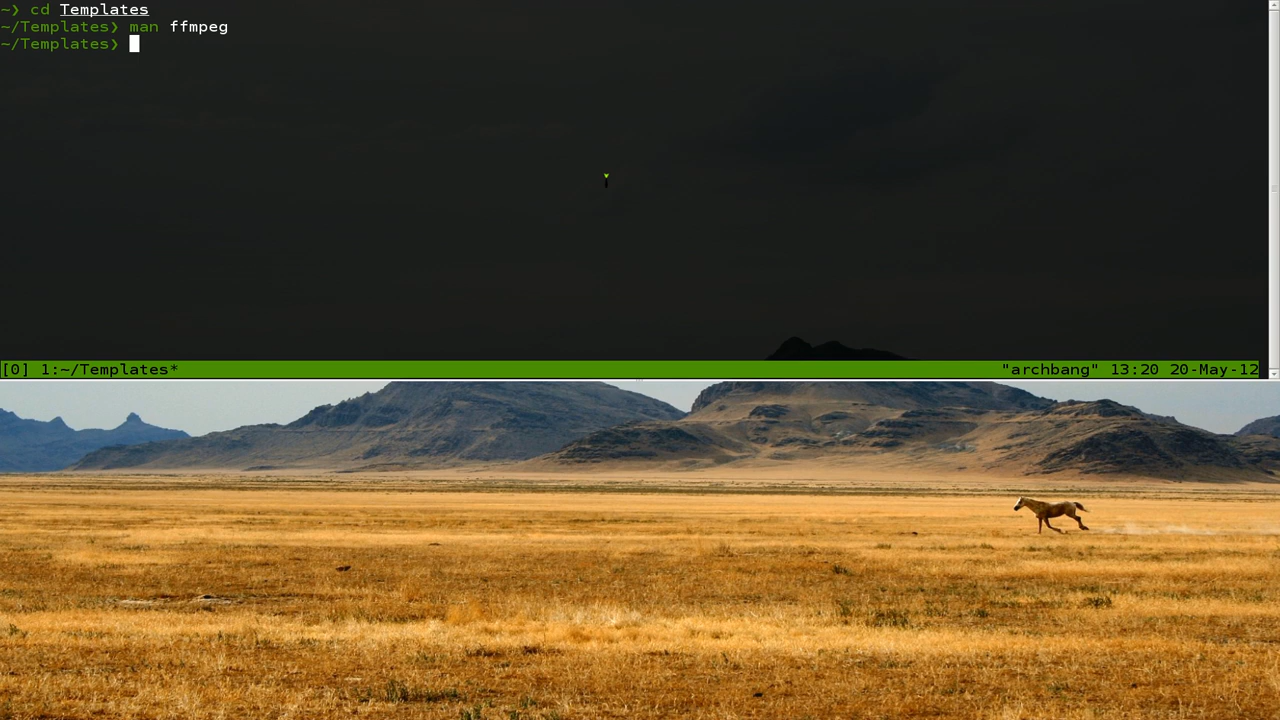 ~❯ cd Templates
~/Templates❯ man ffmpeg
~/Templates❯
[0] 1:~/Templates* "archbang" 13:20 20-May-12